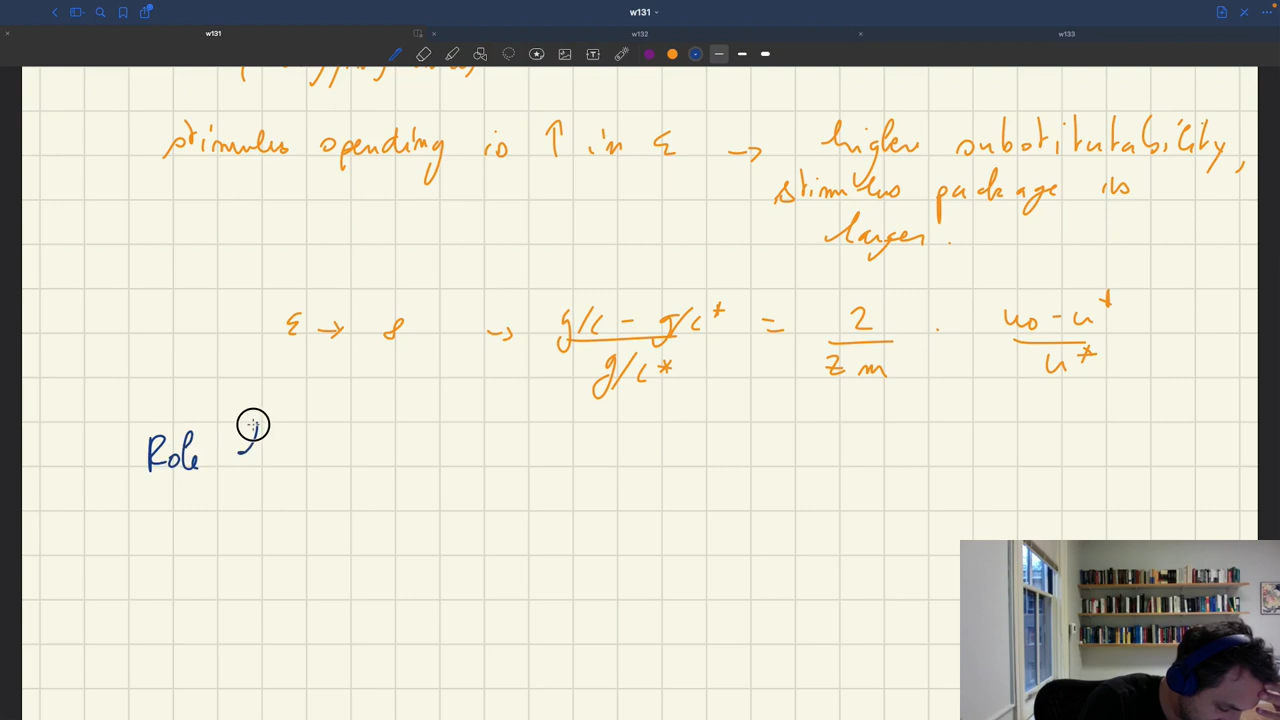 w131
w131
w132
w133
stimulus spending is ↑ in ε → higher substitutability,
stimulus package is
larger.
ε → ∞ → (g/c − g/c*) / (g/c*) = 2 / (z m) · (u₀ − u*) / u*
Role